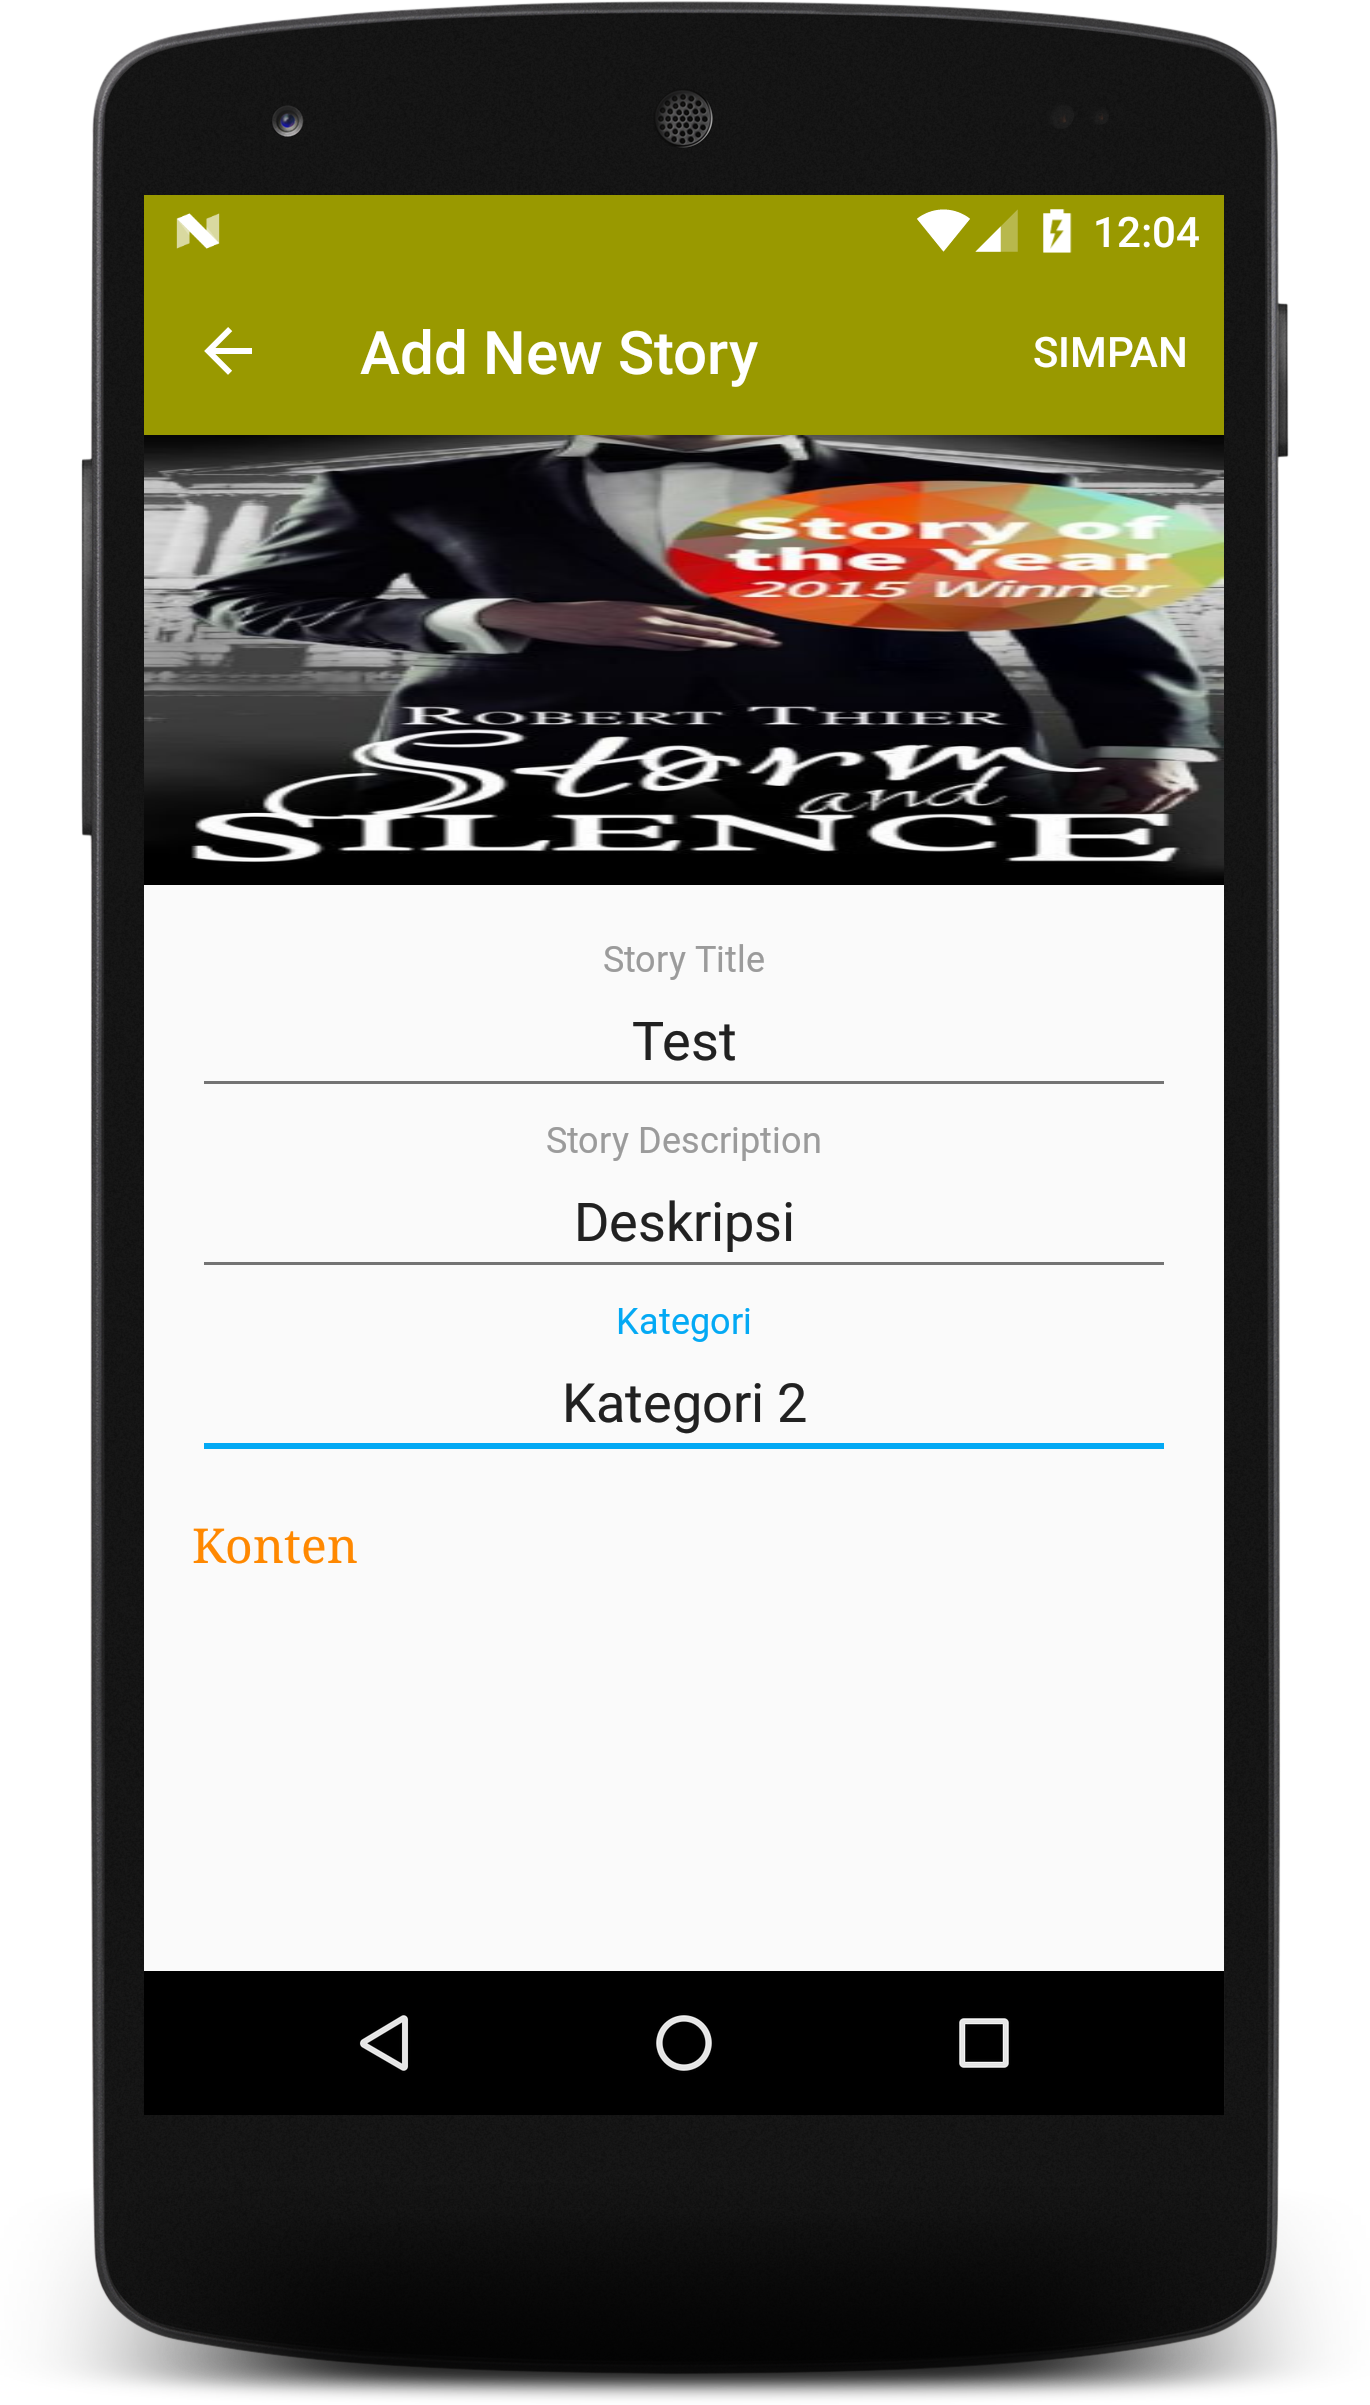 12:04
Add New Story
SIMPAN
Story of
the Year
2015 Winner
ROBERT THIER
Storm
and
SILENCE
Story Title
Test
Story Description
Deskripsi
Kategori
Kategori 2
Konten